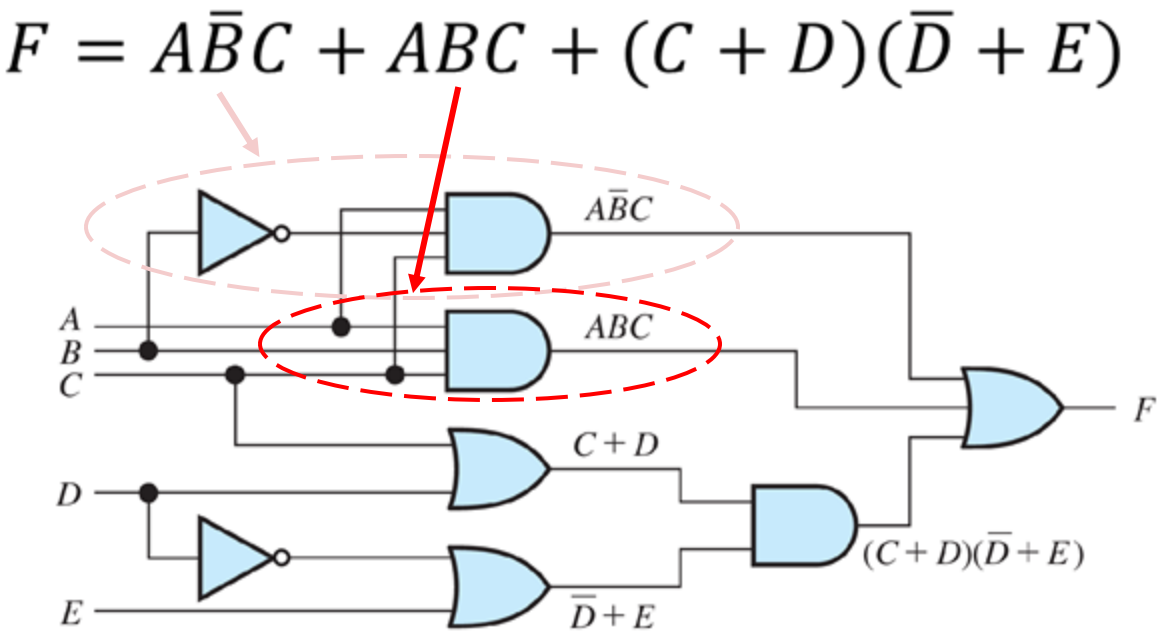 F = AB̅C + ABC + (C + D)(D̅ + E)
AB̅C
A
B
C
ABC
F
C + D
D
(C + D)(D̅ + E)
E
D̅ + E